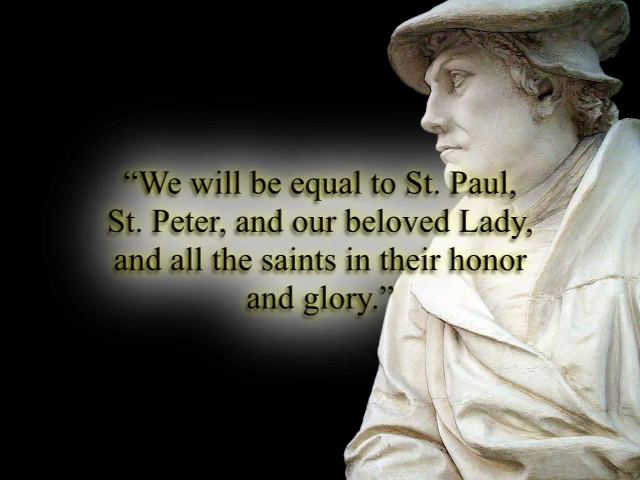 “We will be equal to St. Paul,
St. Peter, and our beloved Lady,
and all the saints in their honor
and glory.”